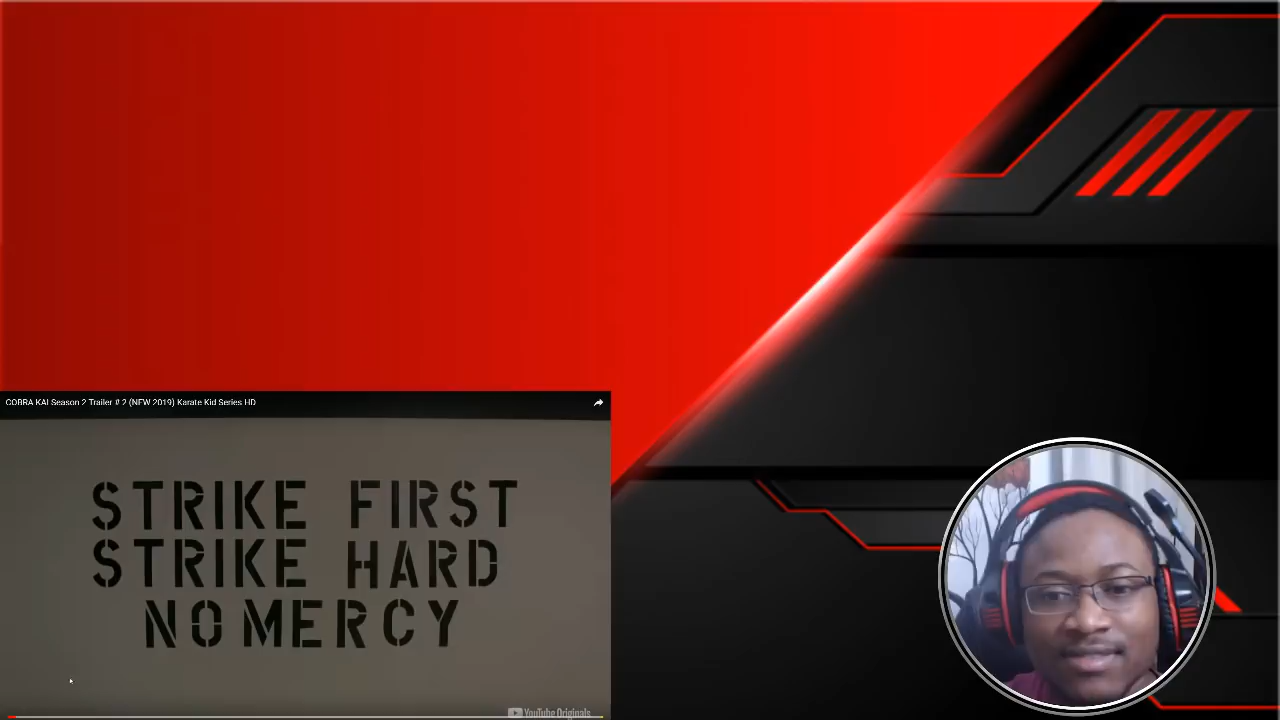 COBRA KAI Season 2 Trailer # 2 (NEW 2019) Karate Kid Series HD
STRIKE FIRST
STRIKE HARD
NO MERCY
YouTube Originals